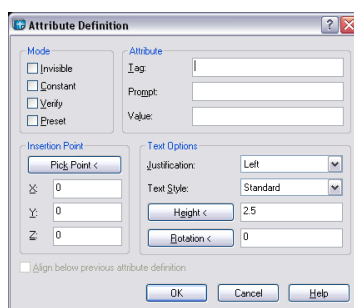 Attribute Definition
Mode
Invisible
Constant
Verify
Preset
Attribute
Tag:
Prompt:
Value:
Insertion Point
Pick Point <
X: 0
Y: 0
Z: 0
Text Options
Justification: Left
Text Style: Standard
Height < 2.5
Rotation < 0
Align below previous attribute definition
OK Cancel Help